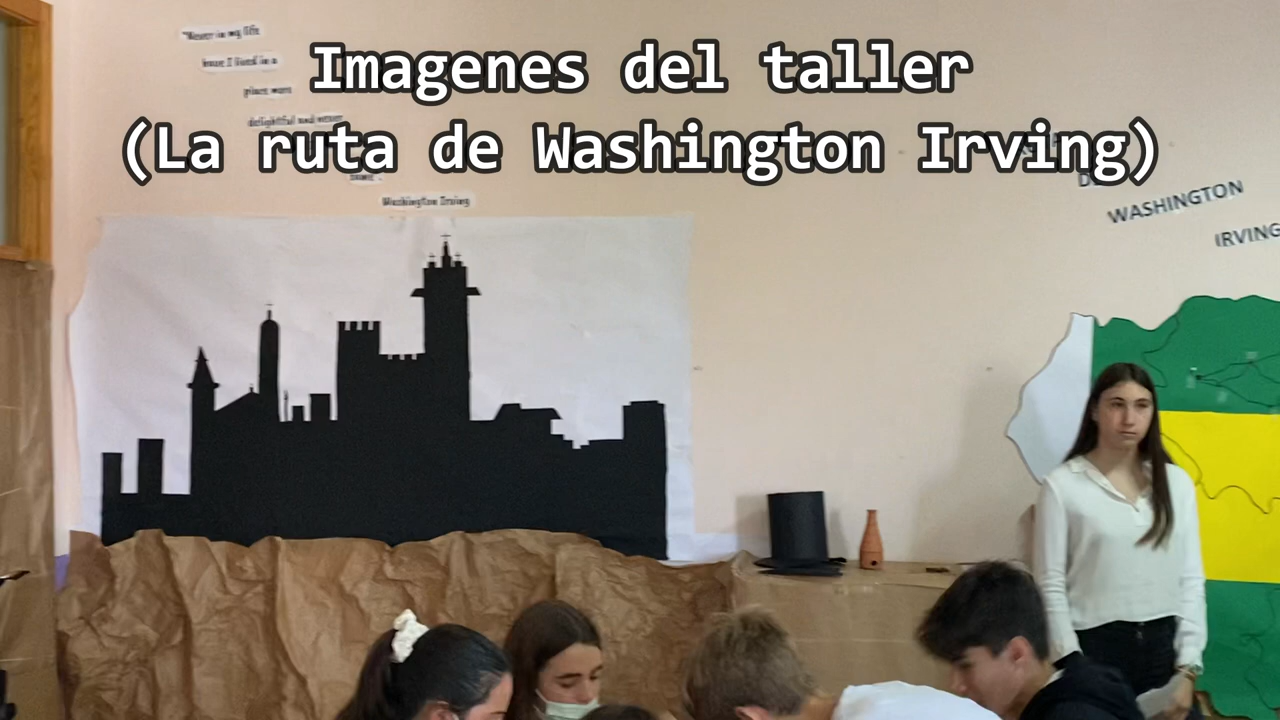 "Never in my life
have I lived in a
place more
delightful and never
Washington Irving
Imagenes del taller
(La ruta de Washington Irving)
WASHINGTON
IRVING